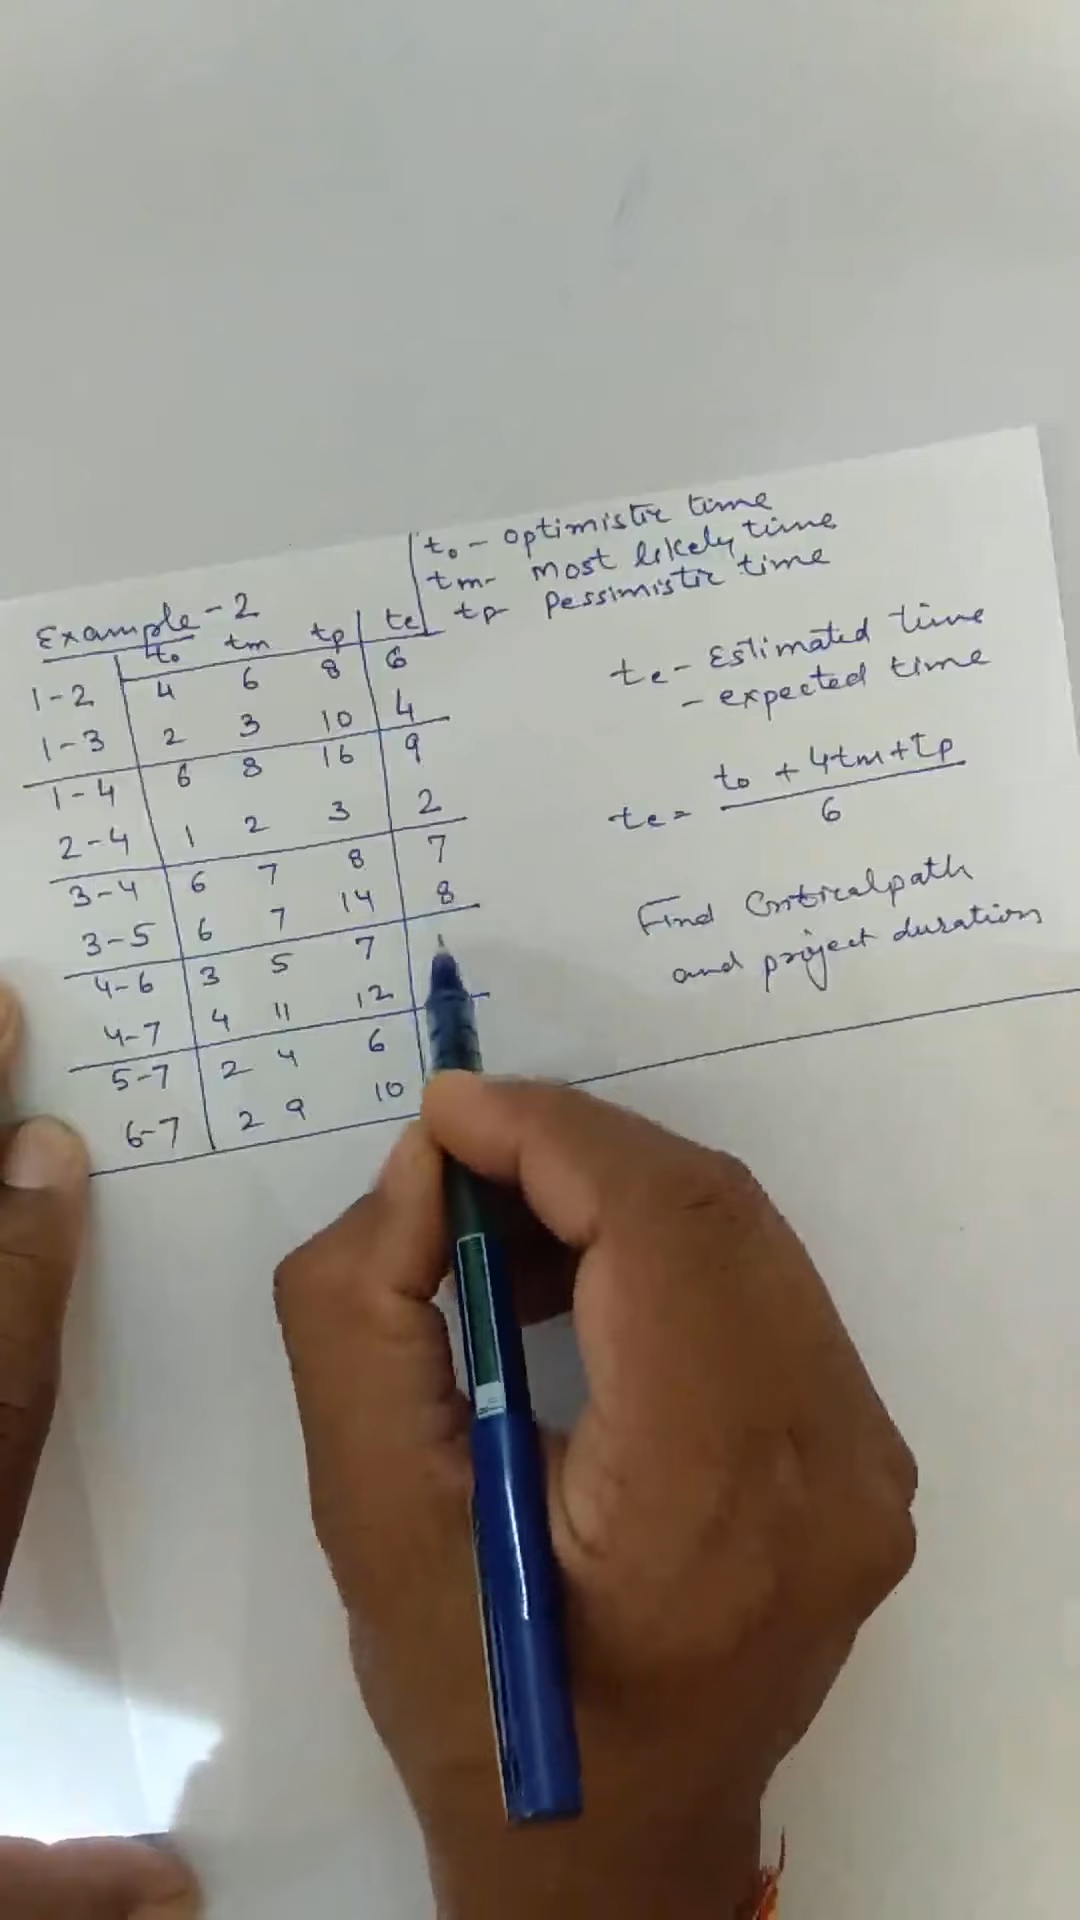 Example-2
to tm tp te
1-2 4 6 8 6
1-3 2 3 10 4
1-4 6 8 16 9
2-4 1 2 3 2
3-4 6 7 8 7
3-5 6 7 14 8
4-6 3 5 7
4-7 4 11 12
5-7 2 4 6
6-7 2 9 10
to - optimistic time
tm - most likely time
tp - Pessimistic time
te - Estimated time
- expected time
te = to + 4tm + tp
6
Find Critical path
and project duration